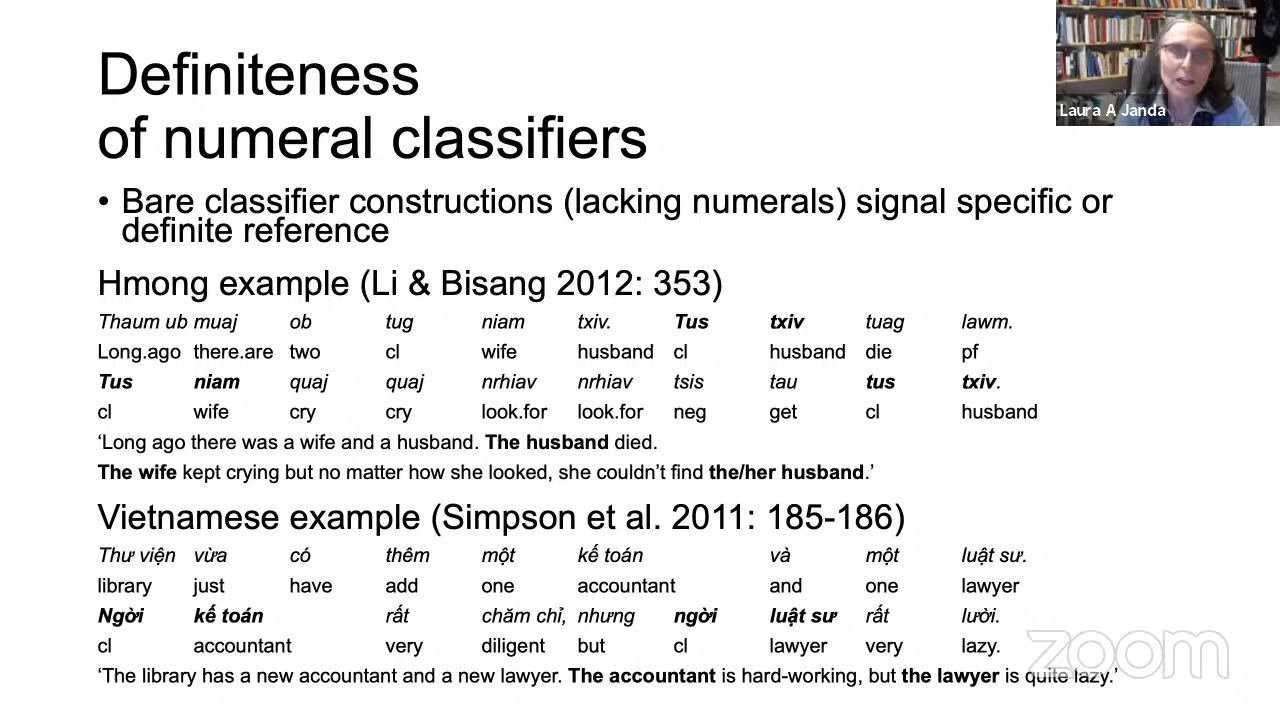 Definiteness
of numeral classifiers
Laura A Janda
• Bare classifier constructions (lacking numerals) signal specific or
definite reference
Hmong example (Li & Bisang 2012: 353)
Thaum ub muaj ob tug niam txiv. Tus txiv tuag lawm.
Long.ago there.are two cl wife husband cl husband die pf
Tus niam quaj quaj nrhiav nrhiav tsis tau tus txiv.
cl wife cry cry look.for look.for neg get cl husband
‘Long ago there was a wife and a husband. The husband died.
The wife kept crying but no matter how she looked, she couldn’t find the/her husband.’
Vietnamese example (Simpson et al. 2011: 185-186)
Thư viện vừa có thêm một kế toán và một luật sư.
library just have add one accountant and one lawyer
Ngời kế toán rất chăm chỉ, nhưng ngời luật sư rất lười.
cl accountant very diligent but cl lawyer very lazy.
‘The library has a new accountant and a new lawyer. The accountant is hard-working, but the lawyer is quite lazy.’
zoom